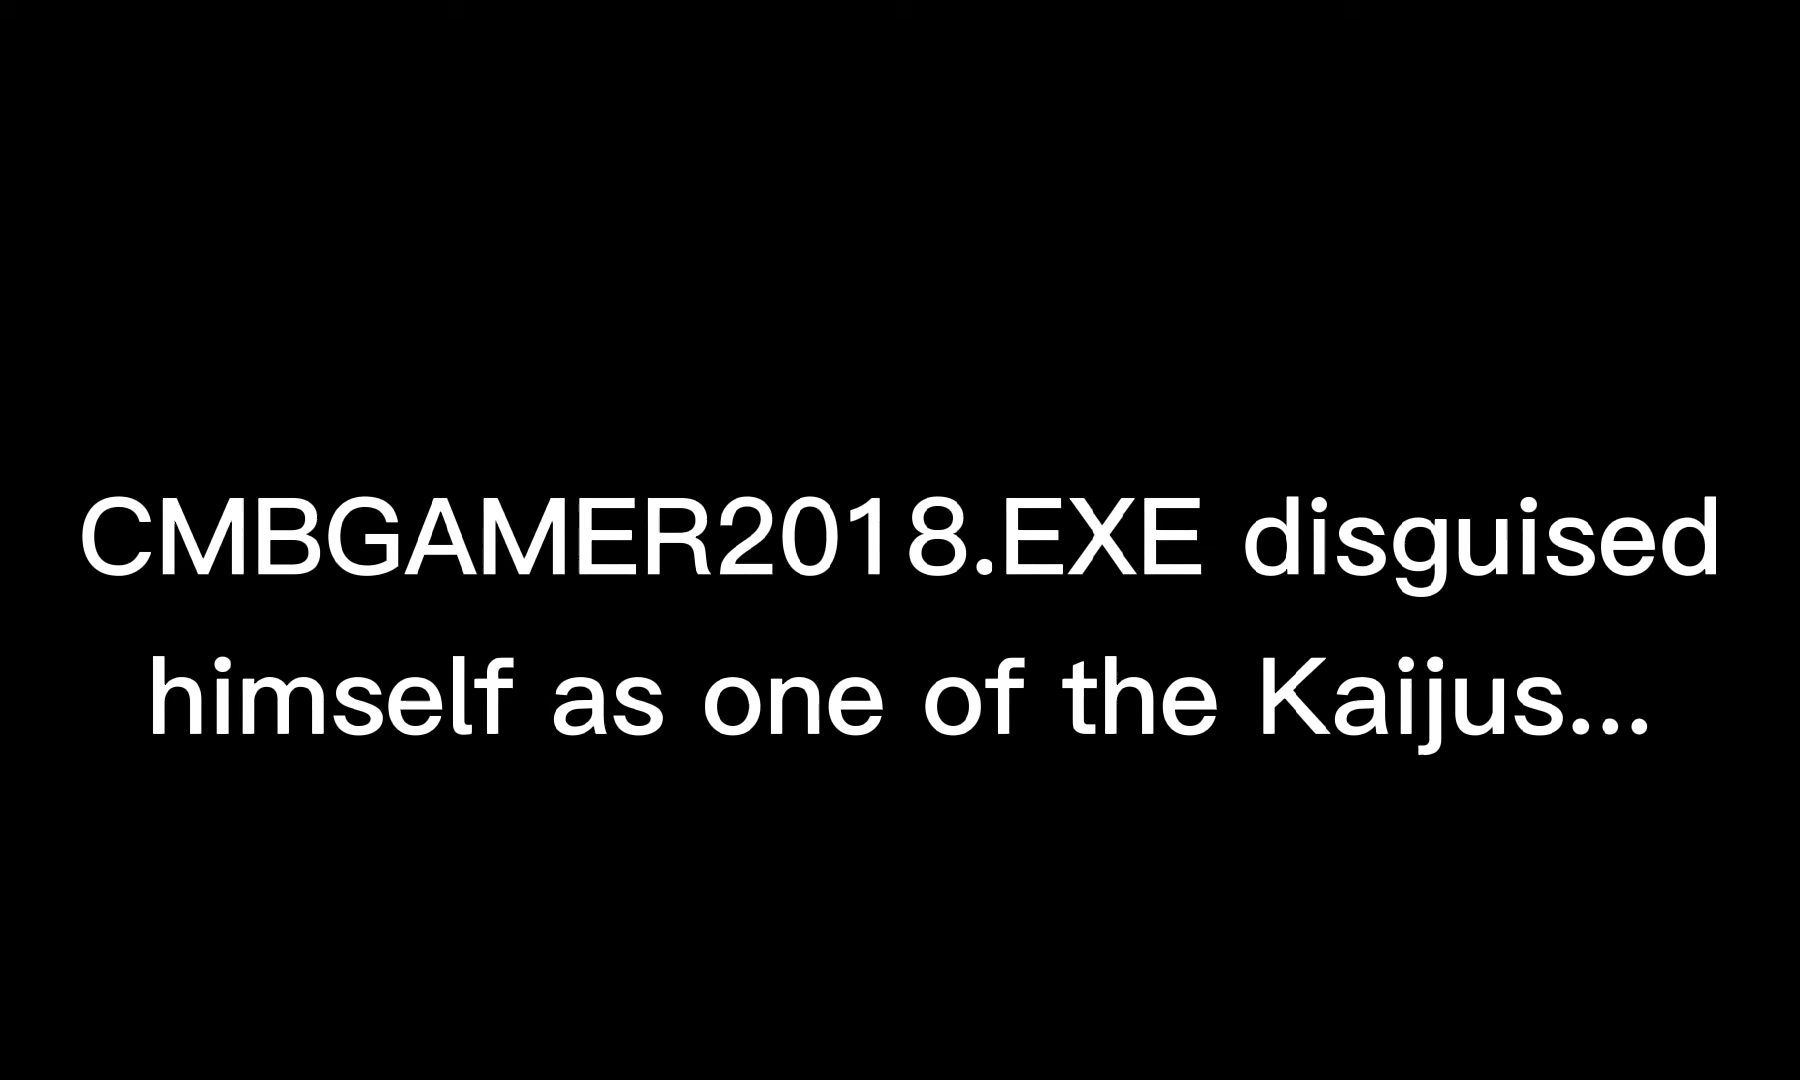 CMBGAMER2018.EXE disguised
himself as one of the Kaijus...